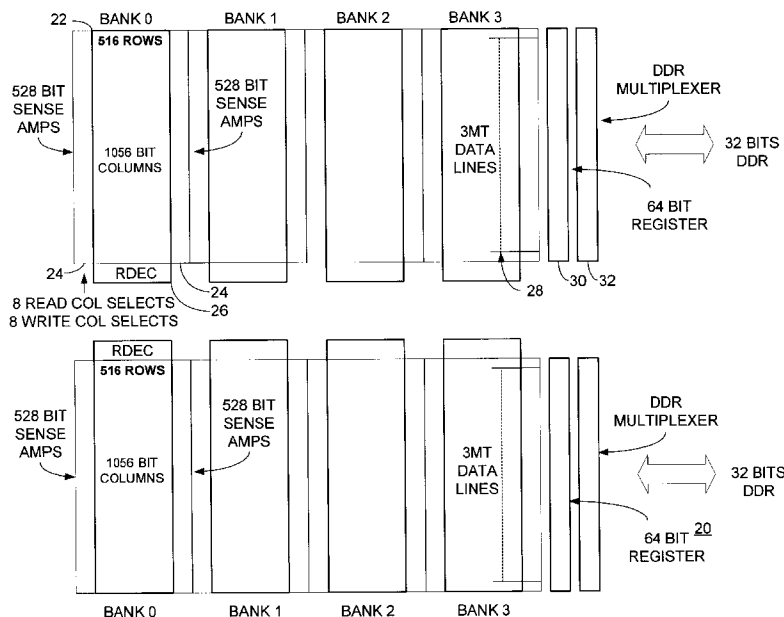 BANK 0
BANK 1
BANK 2
BANK 3
22
516 ROWS
528 BIT
SENSE
AMPS
528 BIT
SENSE
AMPS
1056 BIT
COLUMNS
3MT
DATA
LINES
DDR
MULTIPLEXER
32 BITS
DDR
64 BIT
REGISTER
24
RDEC
24
26
28
30
32
8 READ COL SELECTS
8 WRITE COL SELECTS
RDEC
516 ROWS
528 BIT
SENSE
AMPS
528 BIT
SENSE
AMPS
1056 BIT
COLUMNS
3MT
DATA
LINES
DDR
MULTIPLEXER
32 BITS
DDR
64 BIT
REGISTER
20
BANK 0
BANK 1
BANK 2
BANK 3